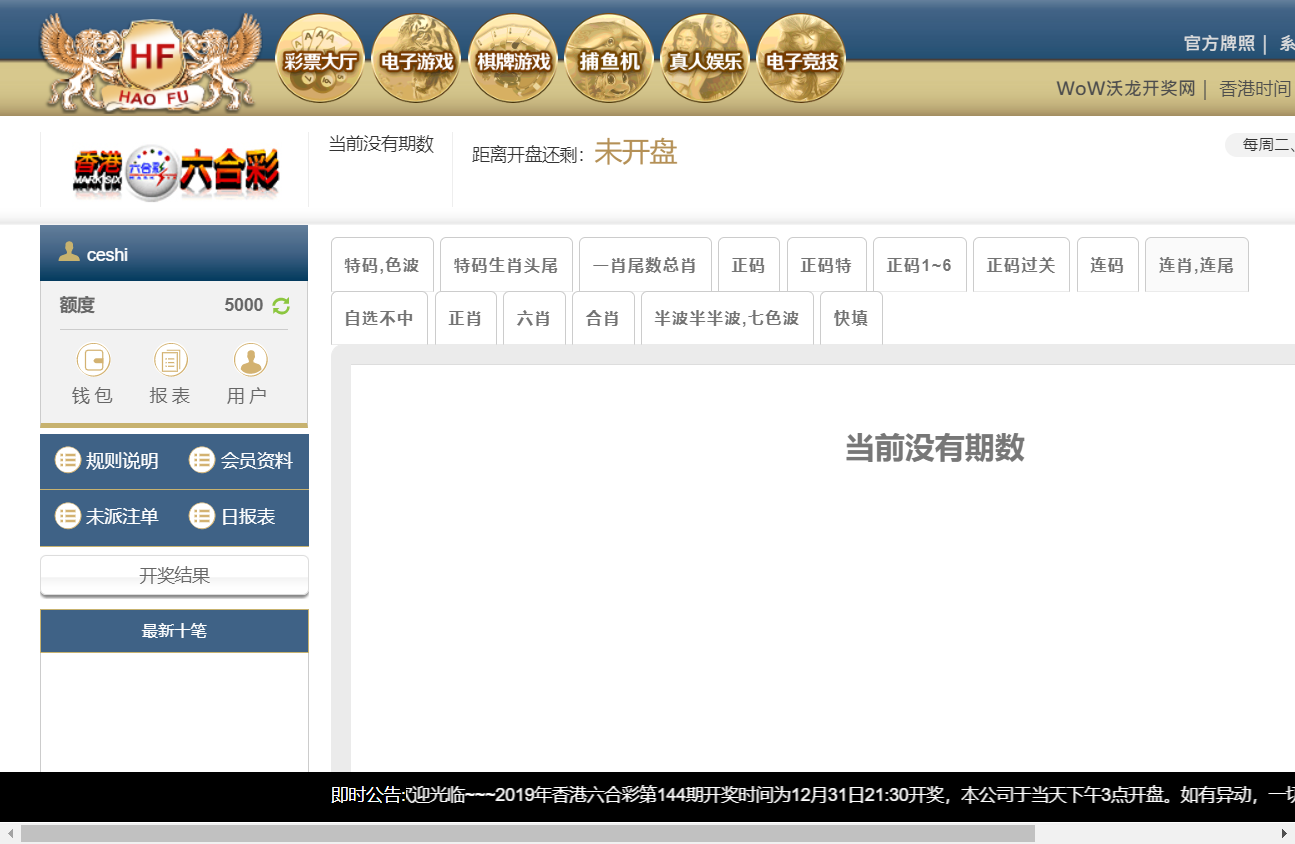 HF
HAO FU
彩票大厅 电子游戏 棋牌游戏 捕鱼机 真人娱乐 电子竞技
官方牌照 | 系
WoW沃龙开奖网 | 香港时间
香港 MARK SIX 六合彩 六合彩
当前没有期数
距离开盘还剩：未开盘
每周二、
ceshi
额度 5000
钱包 报表 用户
规则说明 会员资料
未派注单 日报表
开奖结果
最新十笔
特码,色波 特码生肖头尾 一肖尾数总肖 正码 正码特 正码1~6 正码过关 连码 连肖,连尾
自选不中 正肖 六肖 合肖 半波半半波,七色波 快填
当前没有期数
即时公告:欢迎光临~~~2019年香港六合彩第144期开奖时间为12月31日21:30开奖，本公司于当天下午3点开盘。如有异动，一切